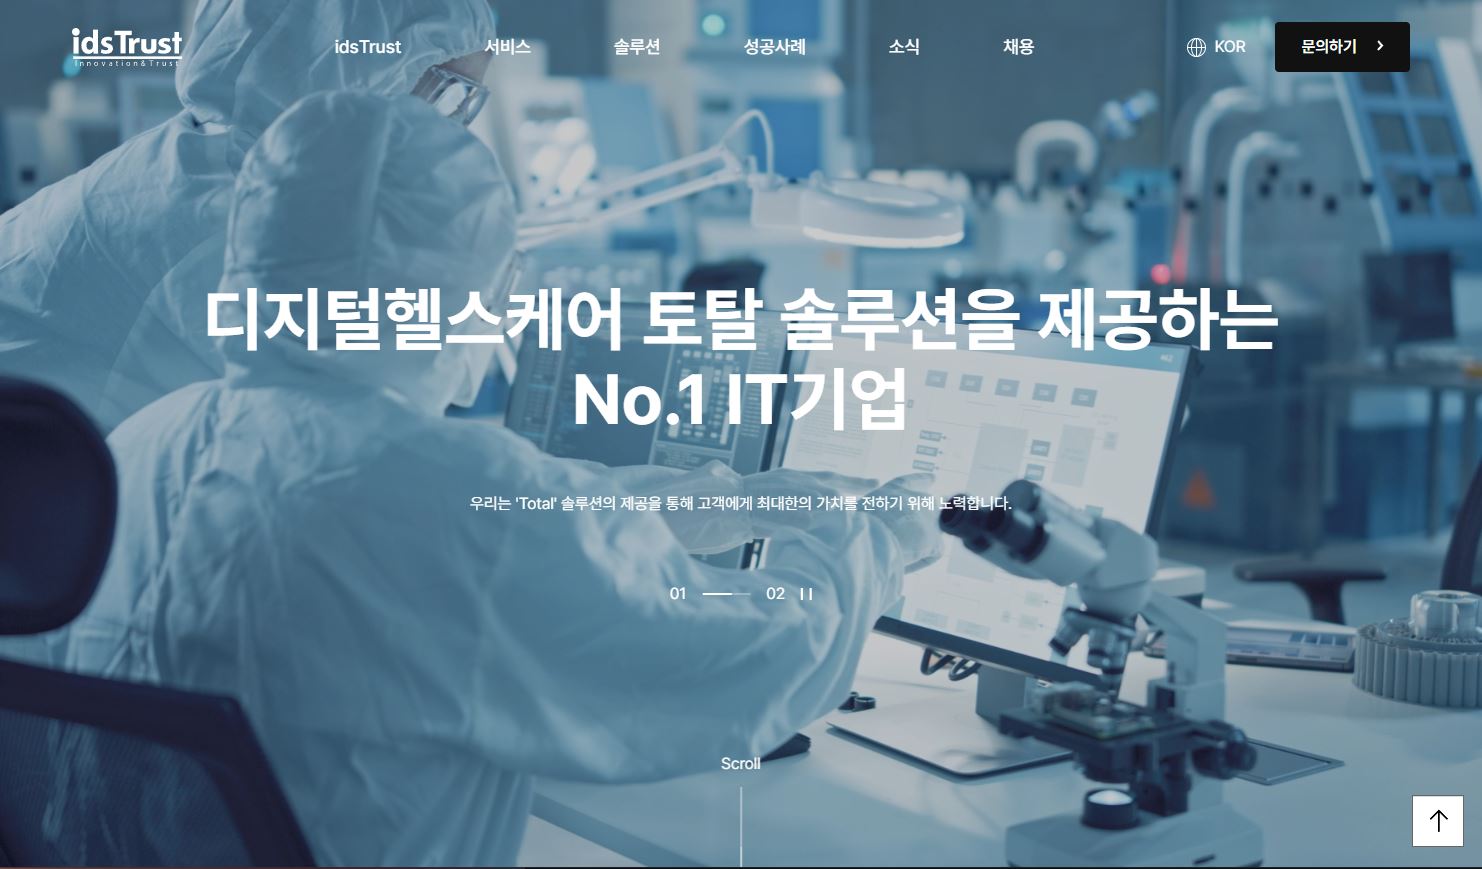 idsTrust
Innovation&Trust
idsTrust
서비스
솔루션
성공사례
소식
채용
KOR
문의하기
디지털헬스케어 토탈 솔루션을 제공하는
No.1 IT기업
우리는 'Total' 솔루션의 제공을 통해 고객에게 최대한의 가치를 전하기 위해 노력합니다.
01
02
Scroll